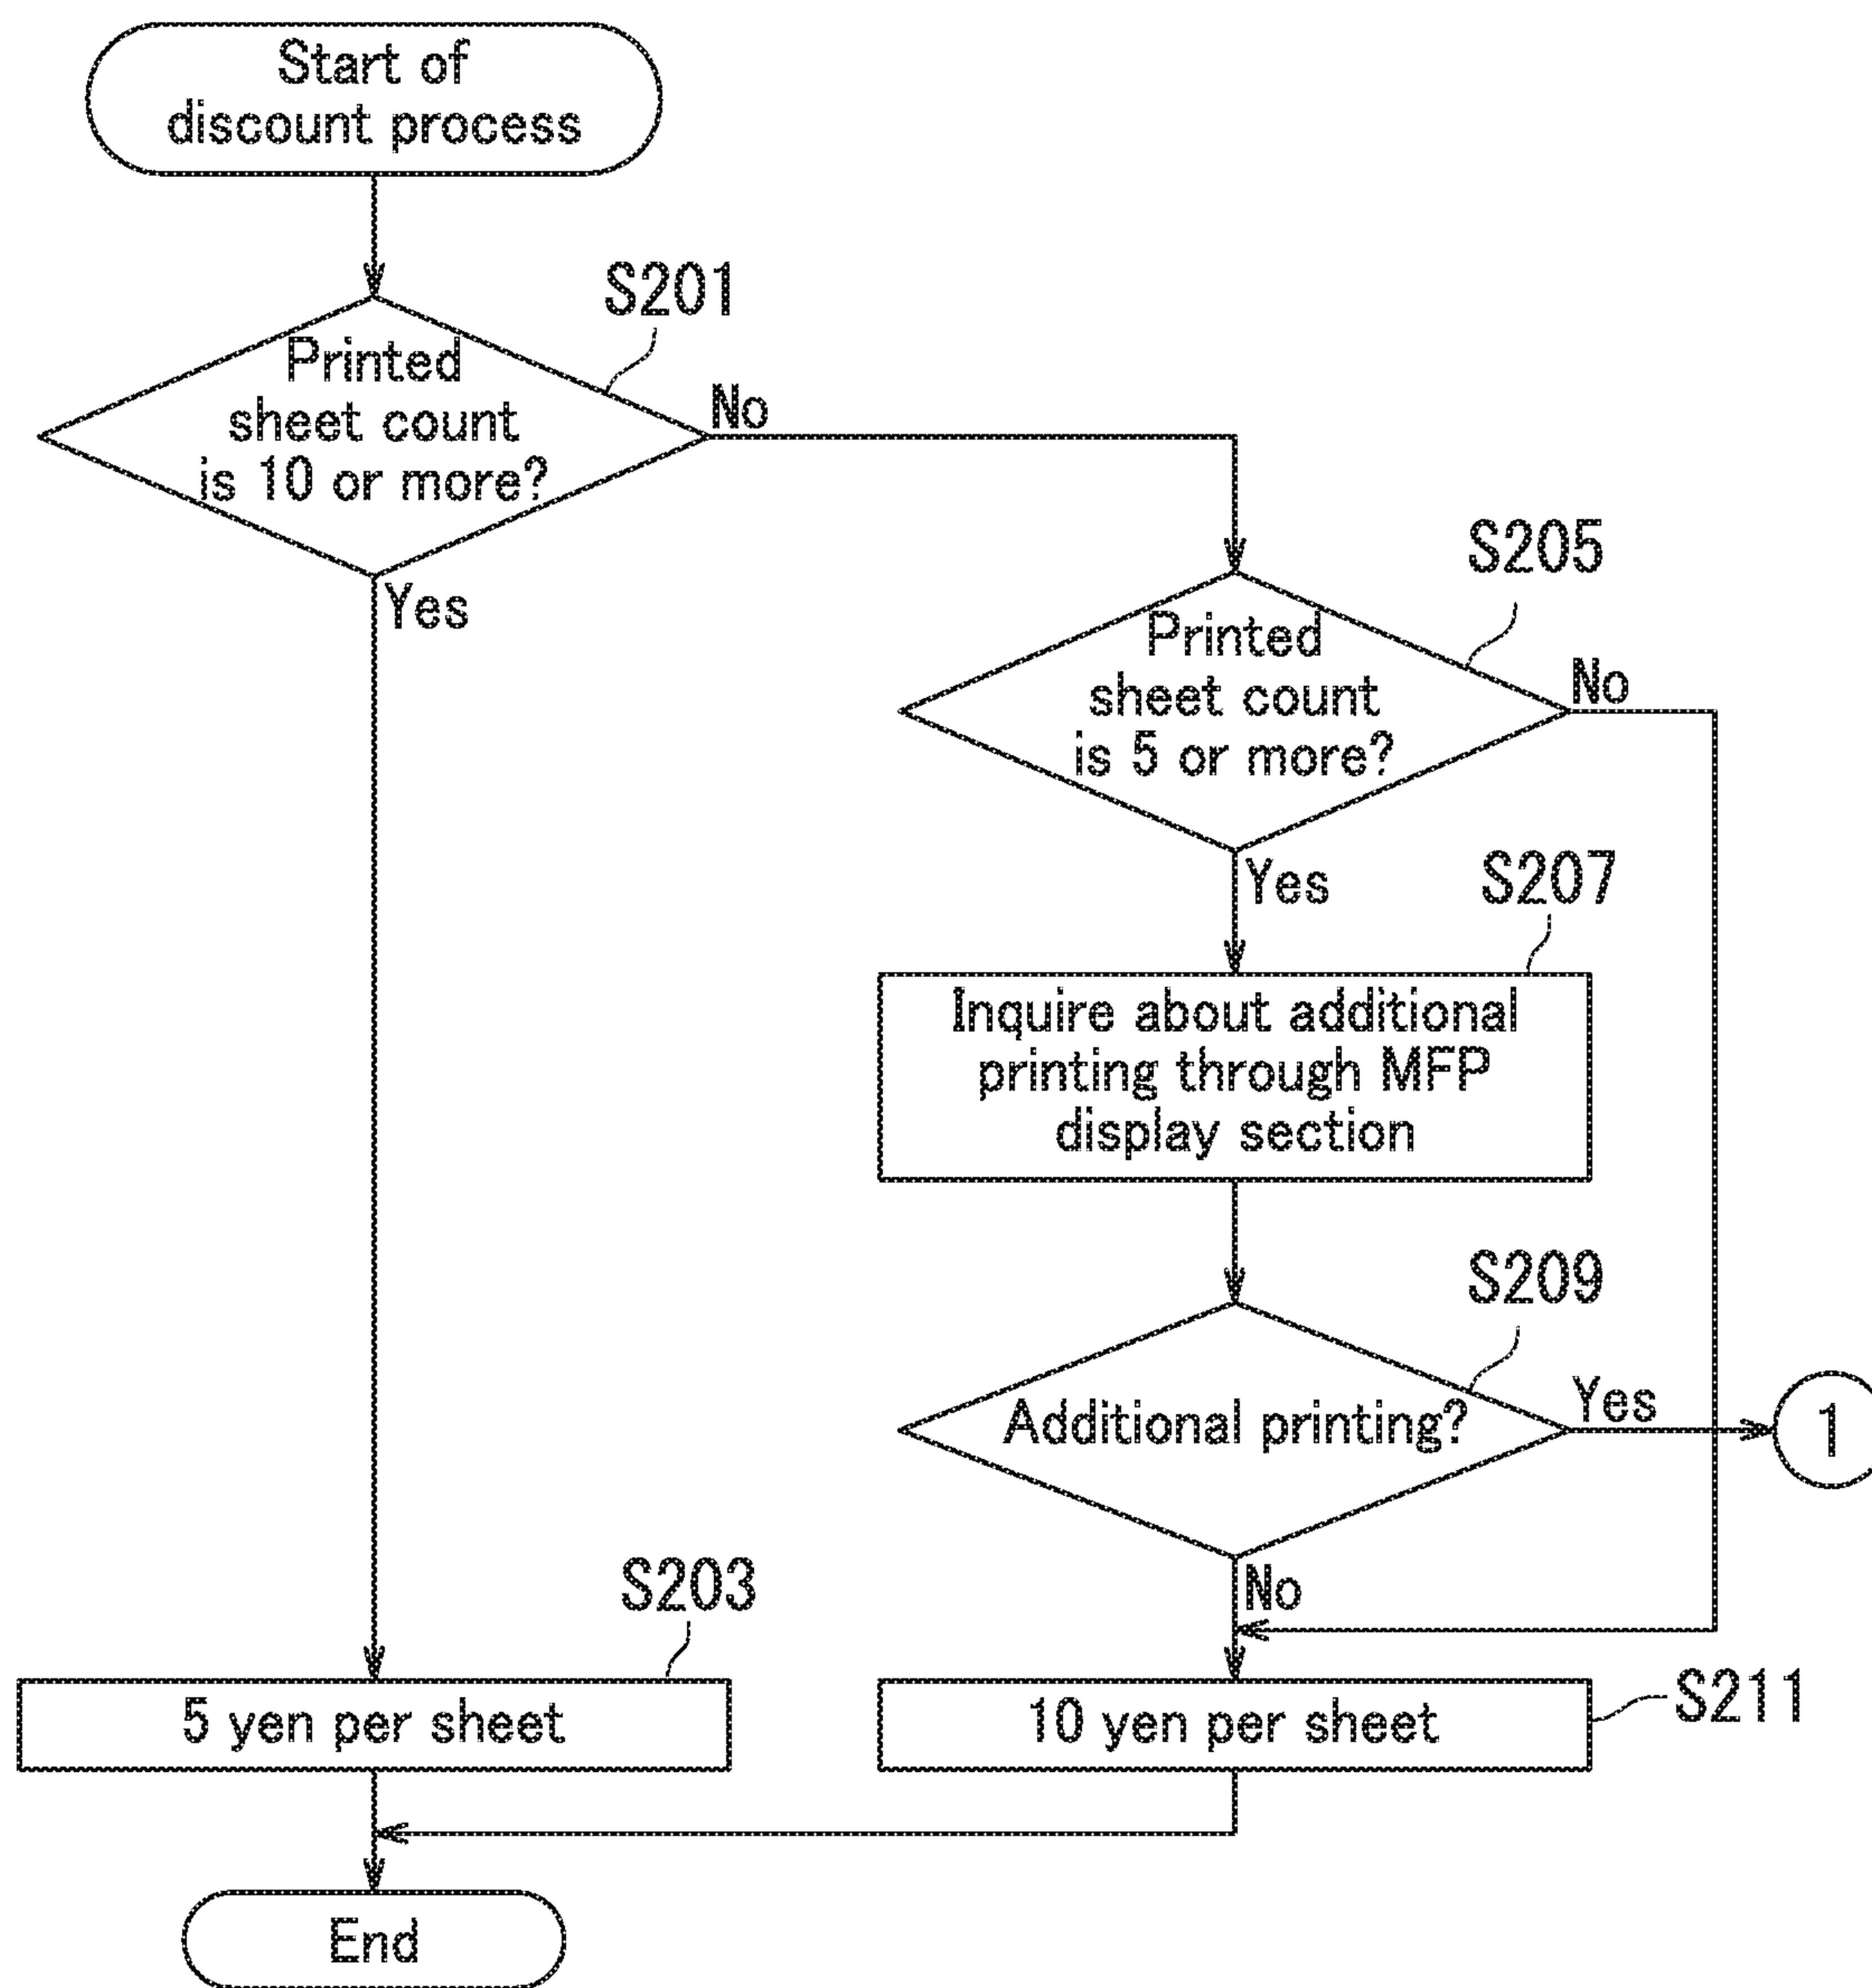 Start of
discount process
S201
Printed
sheet count
is 10 or more?
No
Yes
S205
Printed
sheet count
is 5 or more?
No
Yes
S207
Inquire about additional
printing through MFP
display section
S209
Additional printing?
Yes
1
No
S203
5 yen per sheet
10 yen per sheet
S211
End